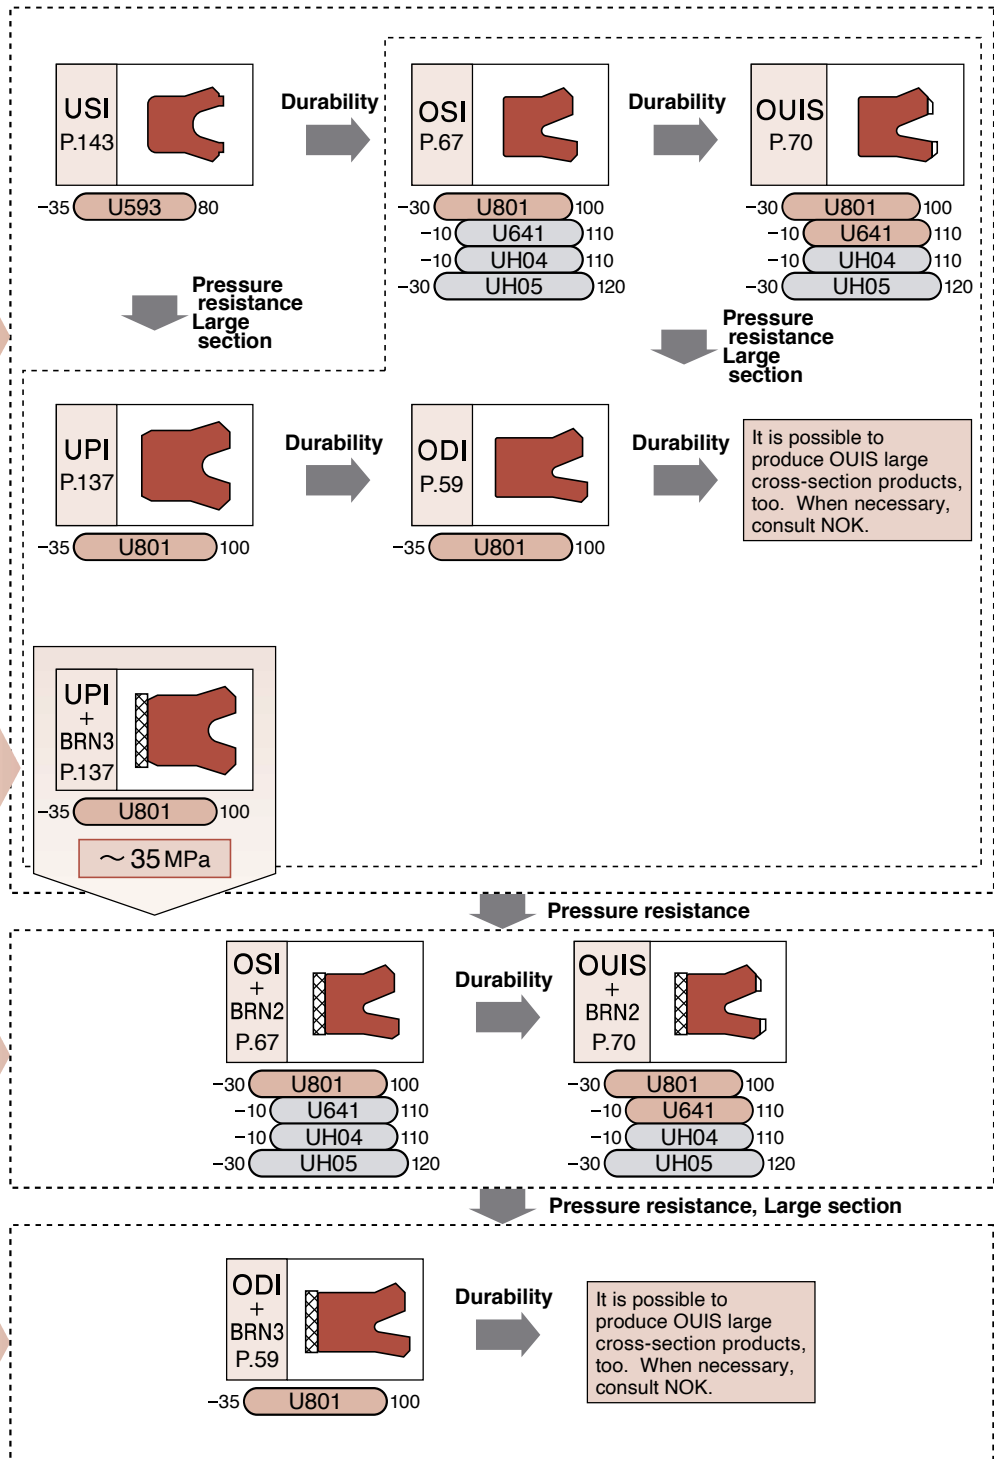 USI
P.143
Durability
OSI
P.67
Durability
OUIS
P.70
−35 U593 80
−30 U801 100
−10 U641 110
−10 UH04 110
−30 UH05 120
−30 U801 100
−10 U641 110
−10 UH04 110
−30 UH05 120
Pressure
resistance
Large
section
Pressure
resistance
Large
section
UPI
P.137
Durability
ODI
P.59
Durability
It is possible to
produce OUIS large
cross-section products,
too. When necessary,
consult NOK.
−35 U801 100
−35 U801 100
UPI
+
BRN3
P.137
−35 U801 100
～ 35 MPa
Pressure resistance
OSI
+
BRN2
P.67
Durability
OUIS
+
BRN2
P.70
−30 U801 100
−10 U641 110
−10 UH04 110
−30 UH05 120
−30 U801 100
−10 U641 110
−10 UH04 110
−30 UH05 120
Pressure resistance, Large section
ODI
+
BRN3
P.59
Durability
It is possible to
produce OUIS large
cross-section products,
too. When necessary,
consult NOK.
−35 U801 100